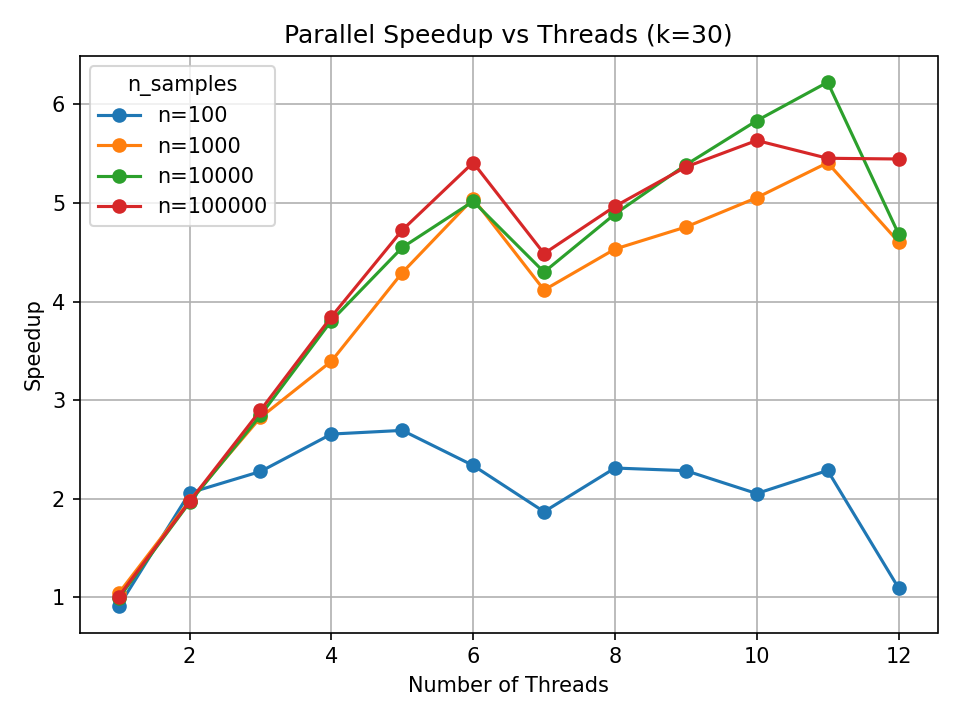 Parallel Speedup vs Threads (k=30)
n_samples
n=100
n=1000
n=10000
n=100000
Speedup
6
5
4
3
2
1
2 4 6 8 10 12
Number of Threads